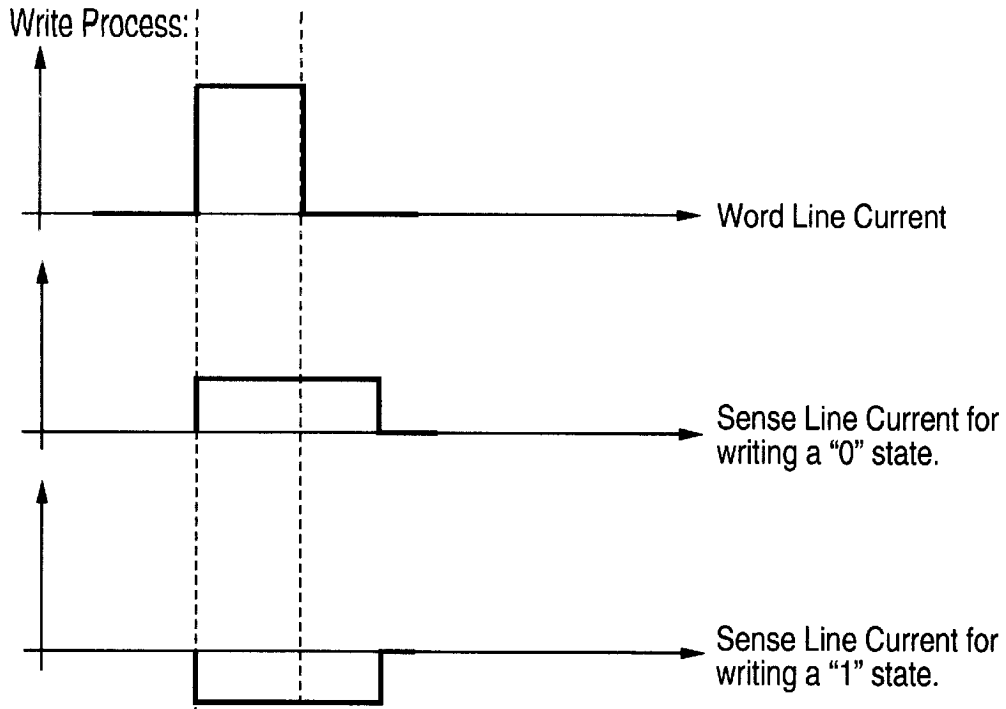 Write Process:
Word Line Current
Sense Line Current for
writing a “0” state.
Sense Line Current for
writing a “1” state.